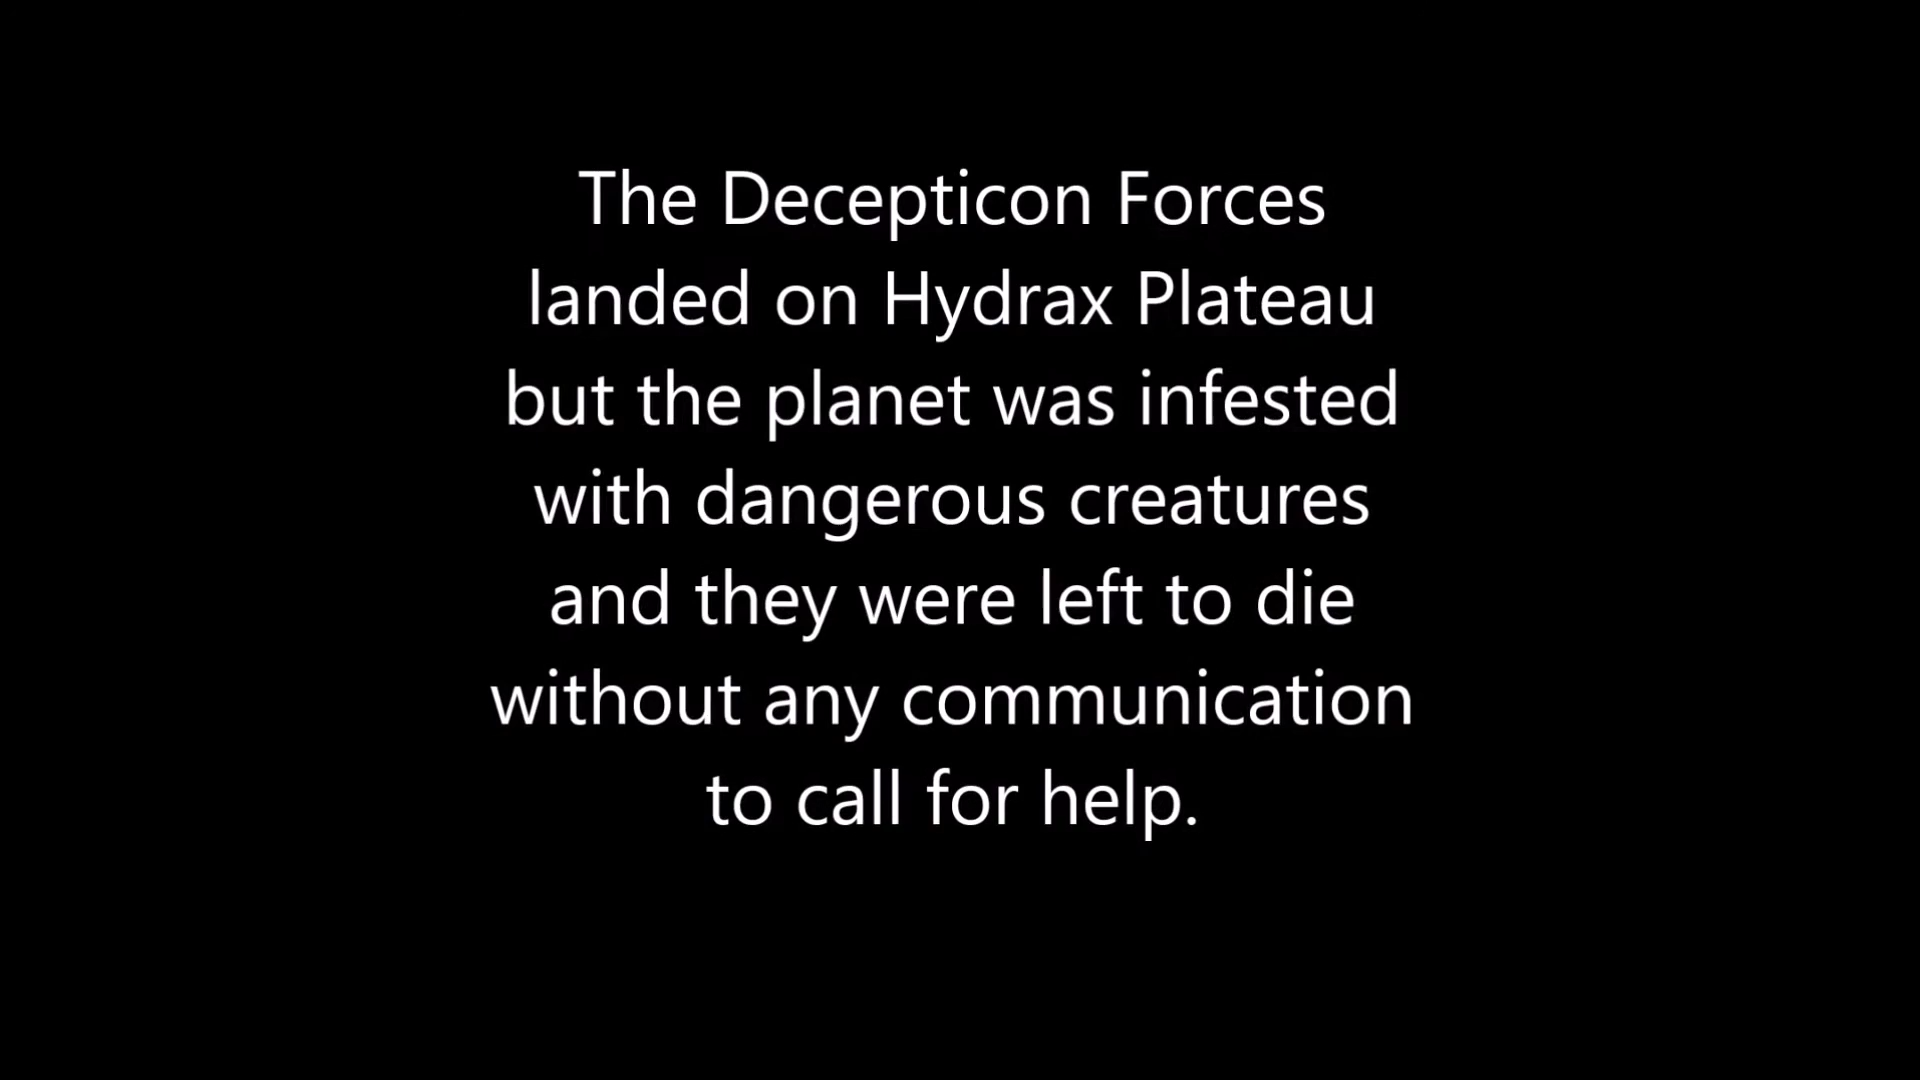 The Decepticon Forces
landed on Hydrax Plateau
but the planet was infested
with dangerous creatures
and they were left to die
without any communication
to call for help.